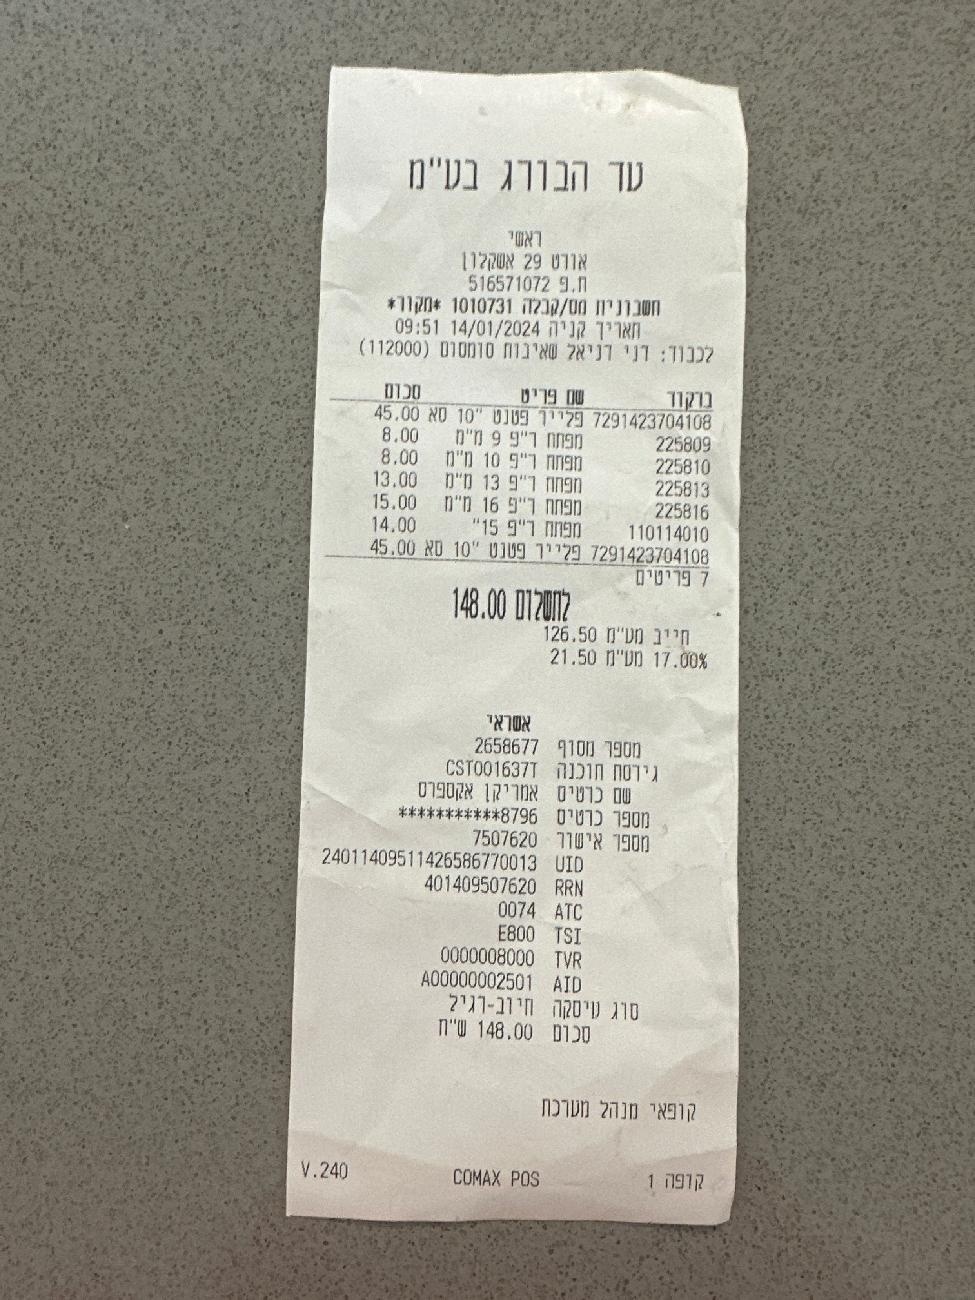 עד הבורג בע"מ
ראשי
אורט 29 אשקלון
ח.פ 516571072
חשבונית מס/קבלה 1010731 *מקור*
תאריך קניה 14/01/2024 09:51
לכבוד: דני דניאל שאיבות סומסום (112000)
ברקוד שם פריט סכום
7291423704108 פלייר פטנט "10 סא 45.00
225809 מפתח ר"פ 9 מ"מ 8.00
225810 מפתח ר"פ 10 מ"מ 8.00
225813 מפתח ר"פ 13 מ"מ 13.00
225816 מפתח ר"פ 16 מ"מ 15.00
110114010 מפתח ר"פ 15" 14.00
7291423704108 פלייר פטנט "10 סא 45.00
7 פריטים
לתשלום 148.00
חייב מע"מ 126.50
17.00% מע"מ 21.50
אשראי
מספר מסוף 2658677
גירסת תוכנה CST001637T
שם כרטיס אמריקן אקספרס
מספר כרטיס ***********8796
מספר אישור 7507620
UID 24011409511426586770013
RRN 401409507620
ATC 0074
TSI E800
TVR 0000008000
AID A00000002501
סוג עיסקה חיוב-רגיל
סכום 148.00 ש"ח
קופאי מנהל מערכת
קופה 1 COMAX POS V.240